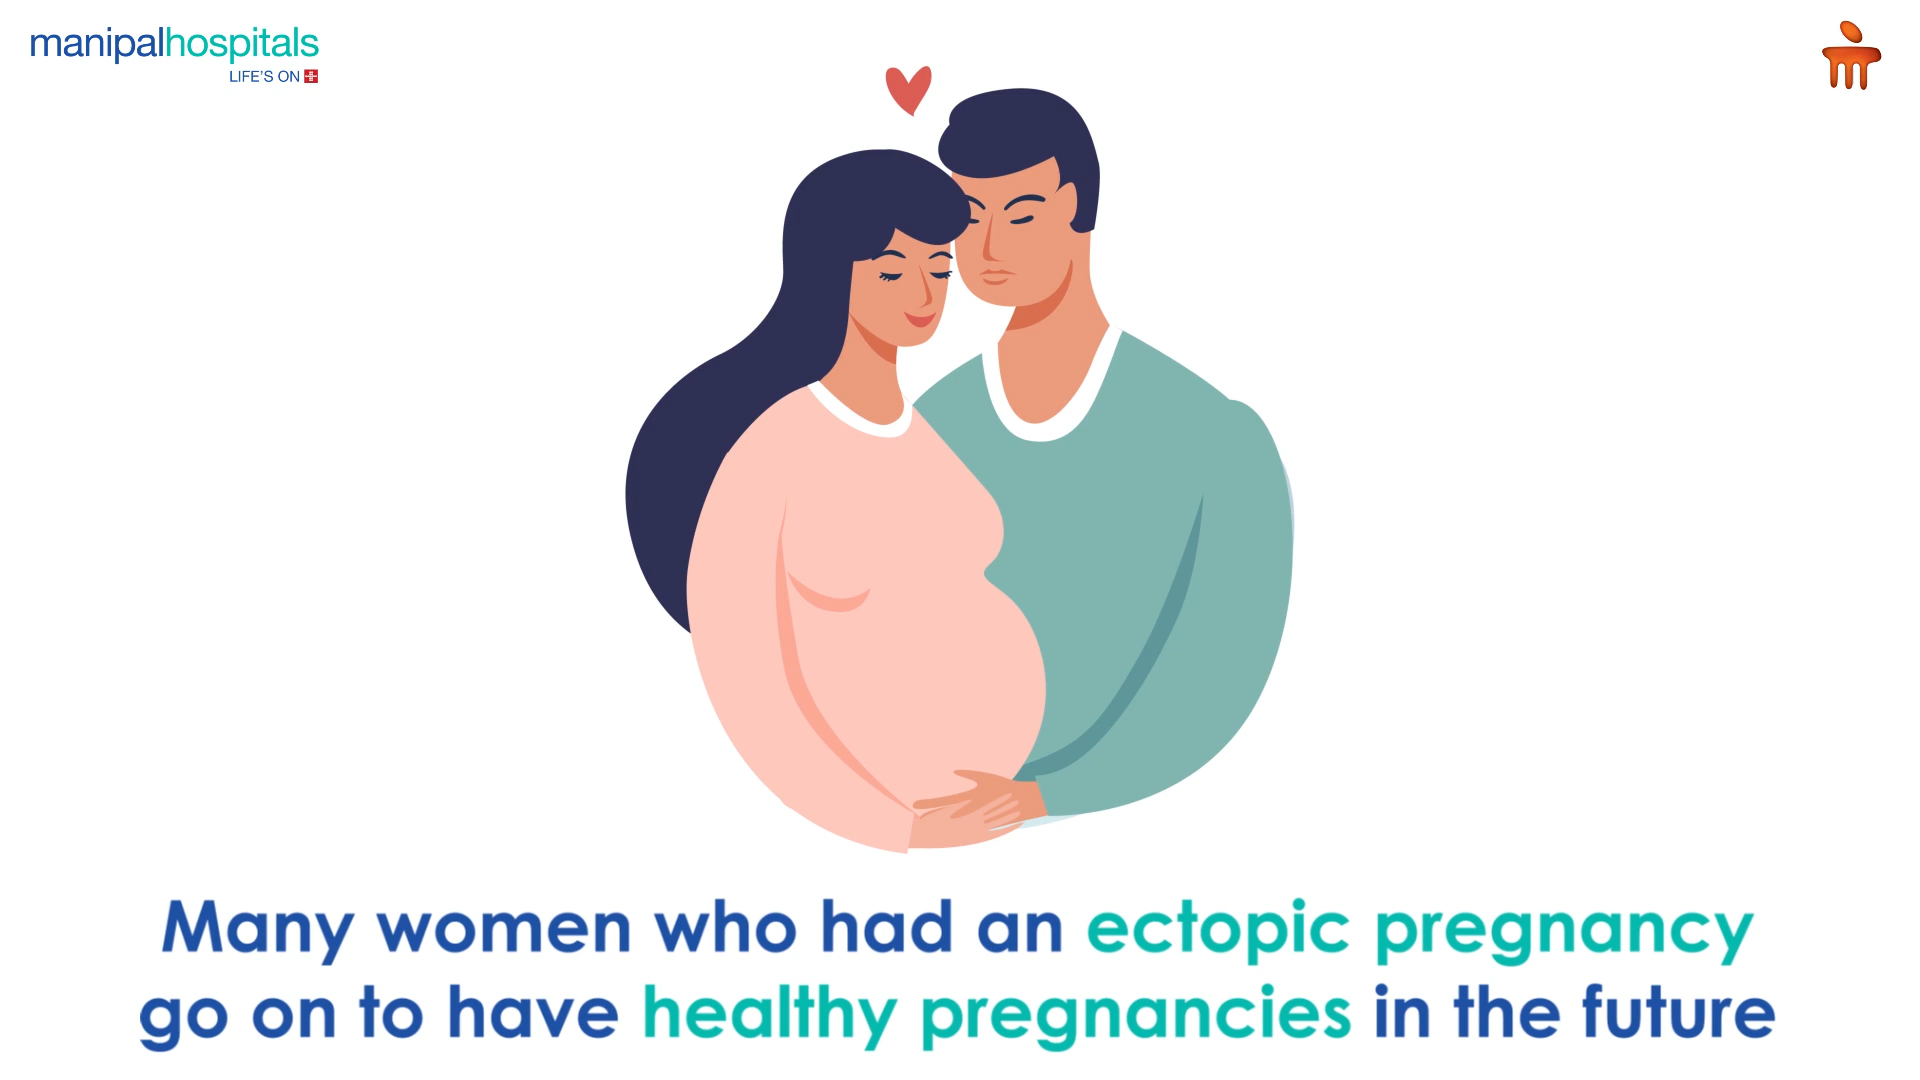 manipalhospitals
LIFE'S ON
Many women who had an ectopic pregnancy
go on to have healthy pregnancies in the future